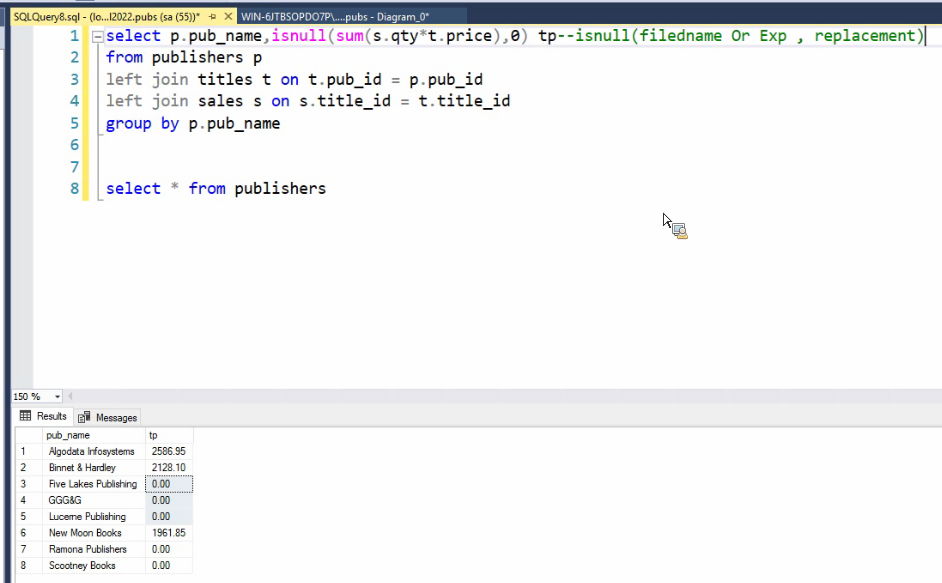 SQLQuery8.sql - (lo...l2022.pubs (sa (55))* WIN-6JTBSOPDO7P\....pubs - Diagram_0*
1 select p.pub_name,isnull(sum(s.qty*t.price),0) tp--isnull(filedname Or Exp , replacement)
2 from publishers p
3 left join titles t on t.pub_id = p.pub_id
4 left join sales s on s.title_id = t.title_id
5 group by p.pub_name
6
7
8 select * from publishers
150 %
Results Messages
pub_name tp
1 Algodata Infosystems 2586.95
2 Binnet & Hardley 2128.10
3 Five Lakes Publishing 0.00
4 GGG&G 0.00
5 Lucerne Publishing 0.00
6 New Moon Books 1961.85
7 Ramona Publishers 0.00
8 Scootney Books 0.00